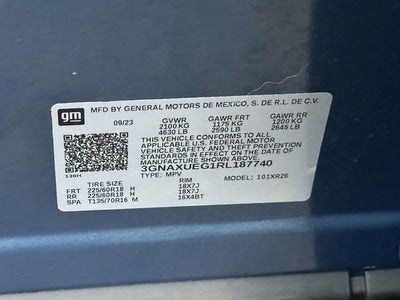 gm
MFD BY GENERAL MOTORS DE MEXICO, S. DE R.L. DE C.V.
09/23 GVWR GAWR FRT GAWR RR
2100 KG 1175 KG 1200 KG
4630 LB 2590 LB 2645 LB
THIS VEHICLE CONFORMS TO ALL
APPLICABLE U.S. FEDERAL MOTOR
VEHICLE SAFETY AND THEFT PREVENTION
STANDARDS IN EFFECT ON THE DATE OF
MANUFACTURE SHOWN ABOVE.
3GNAXUEG1RL187740
136H TYPE: MPV MODEL: 101XR26
TIRE SIZE RIM
FRT 225/60R18 H 18X7J
RR 225/60R18 H 18X7J
SPA T135/70R16 M 16X4BT